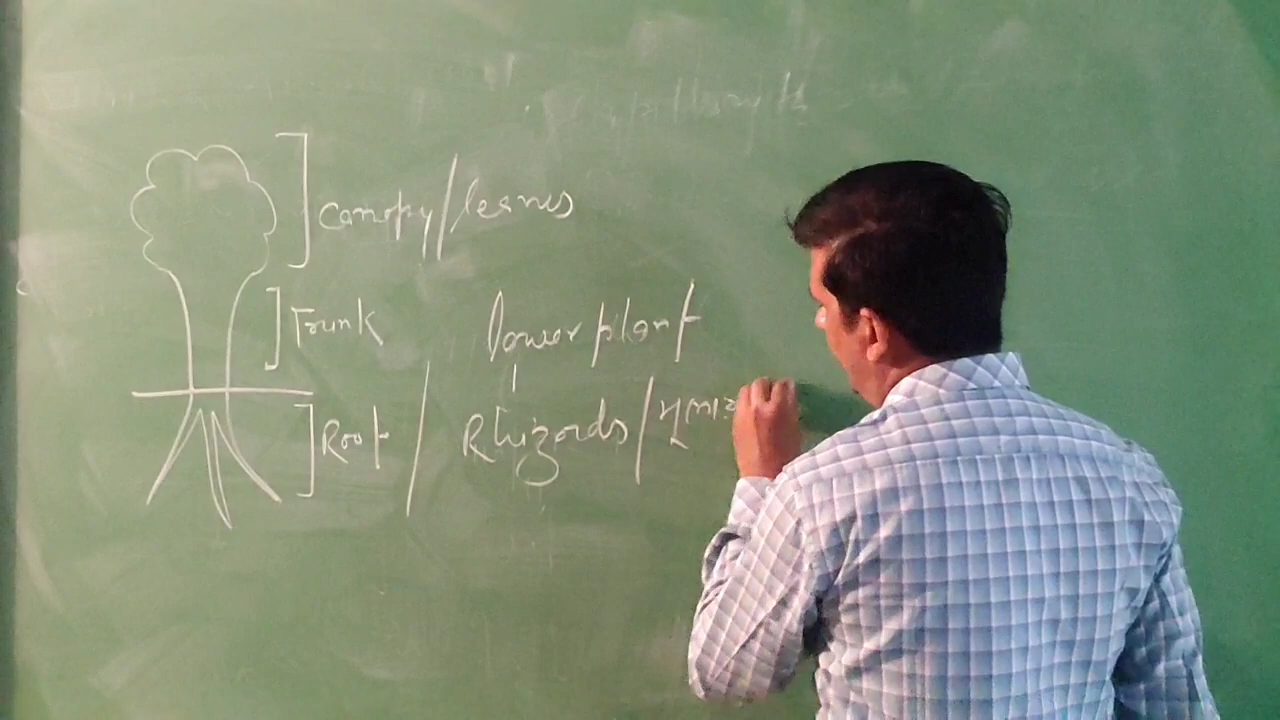 Canopy/leaves
Trunk
lower plant
Root / Rhizoids /